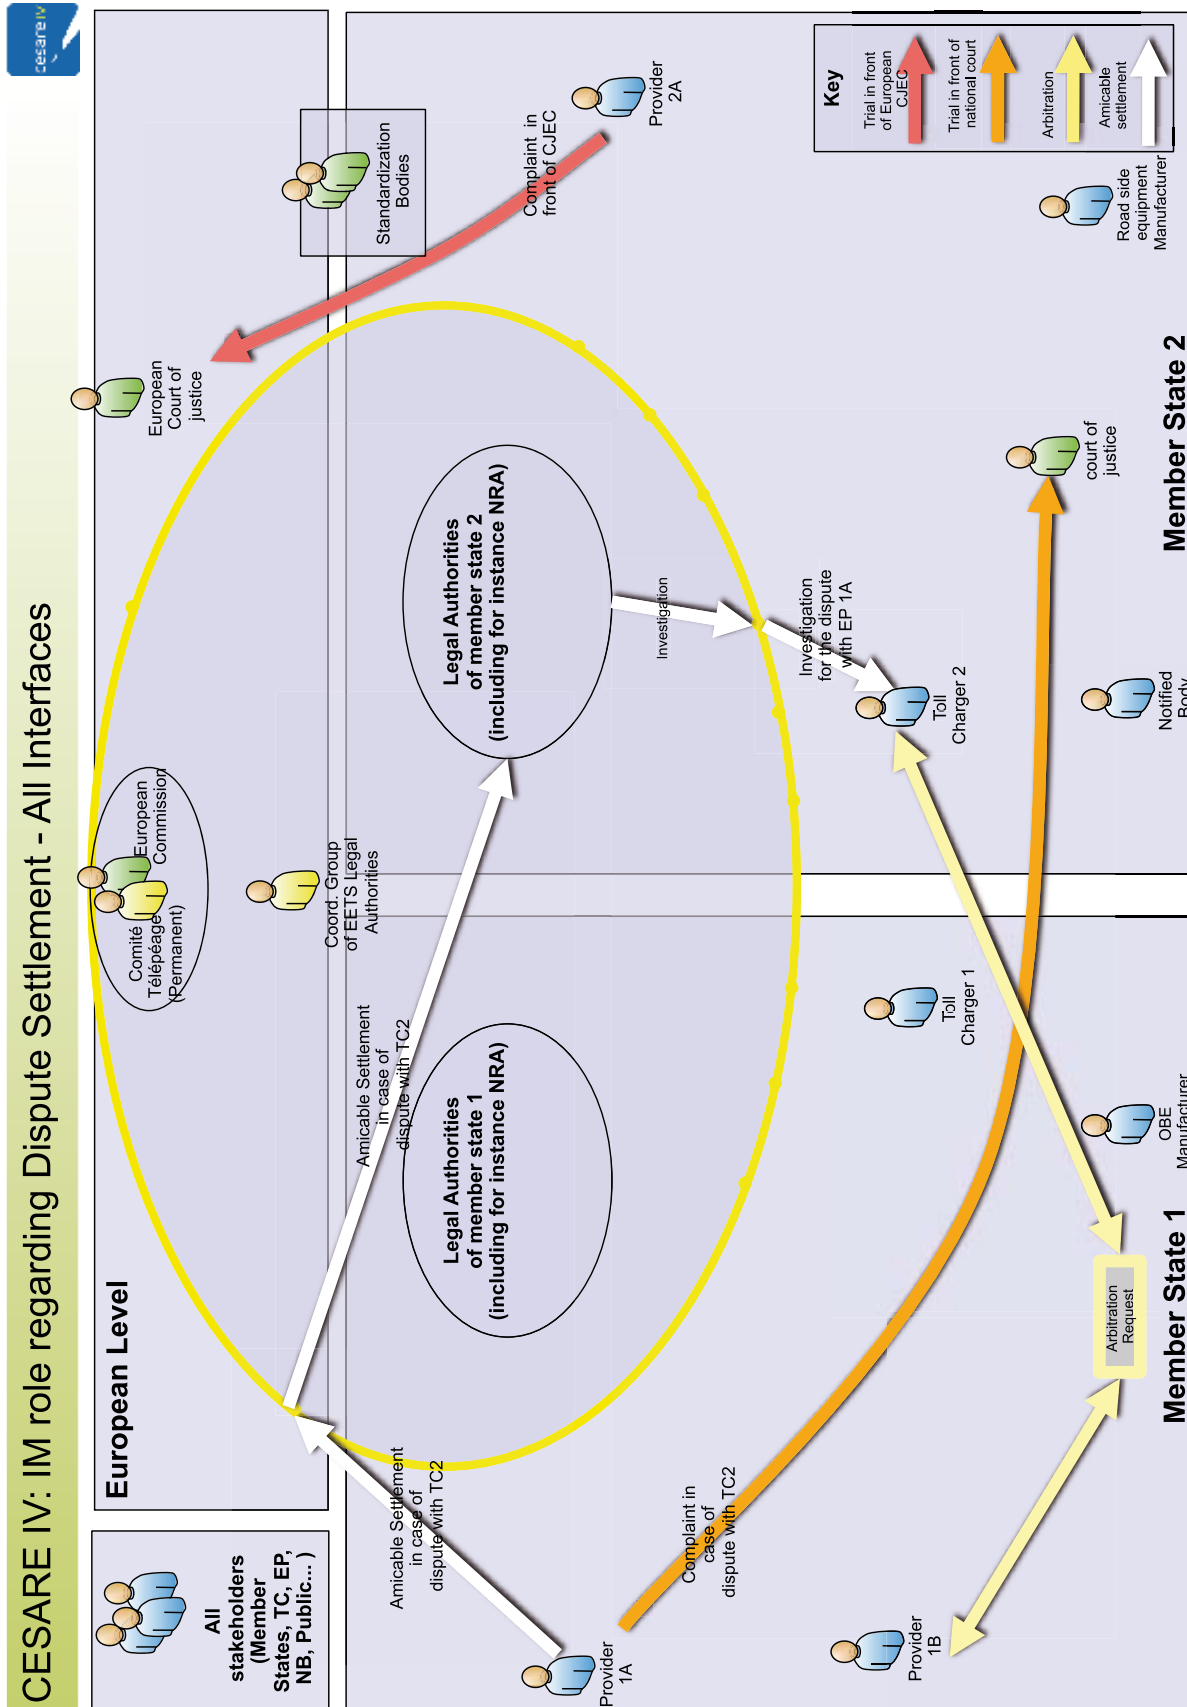 CESARE IV: IM role regarding Dispute Settlement - All Interfaces
cesare IV
All
stakeholders
(Member
States, TC, EP,
NB, Public... )
European Level
Comité
Télépéage
(Permanent)
European
Commission
European
Court of
justice
Standardization
Bodies
Coord. Group
of EETS Legal
Authorities
Amicable Settlement
in case of
dispute with TC2
Amicable Settlement
in case of
dispute with TC2
Legal Authorities
of member state 1
(including for instance NRA)
Legal Authorities
of member state 2
(including for instance NRA)
Complaint in
front of CJEC
Provider
2A
Provider
1A
Complaint in
case of
dispute with TC2
Investigation
Investigation
for the dispute
with EP 1A
Provider
1B
Toll
Charger 1
Toll
Charger 2
court of
justice
Arbitration
Request
OBE
Manufacturer
Notified
Body
Road side
equipment
Manufacturer
Member State 1
Member State 2
Key
Trial in front
of European
CJEC
Trial in front of
national court
Arbitration
Amicable
settlement